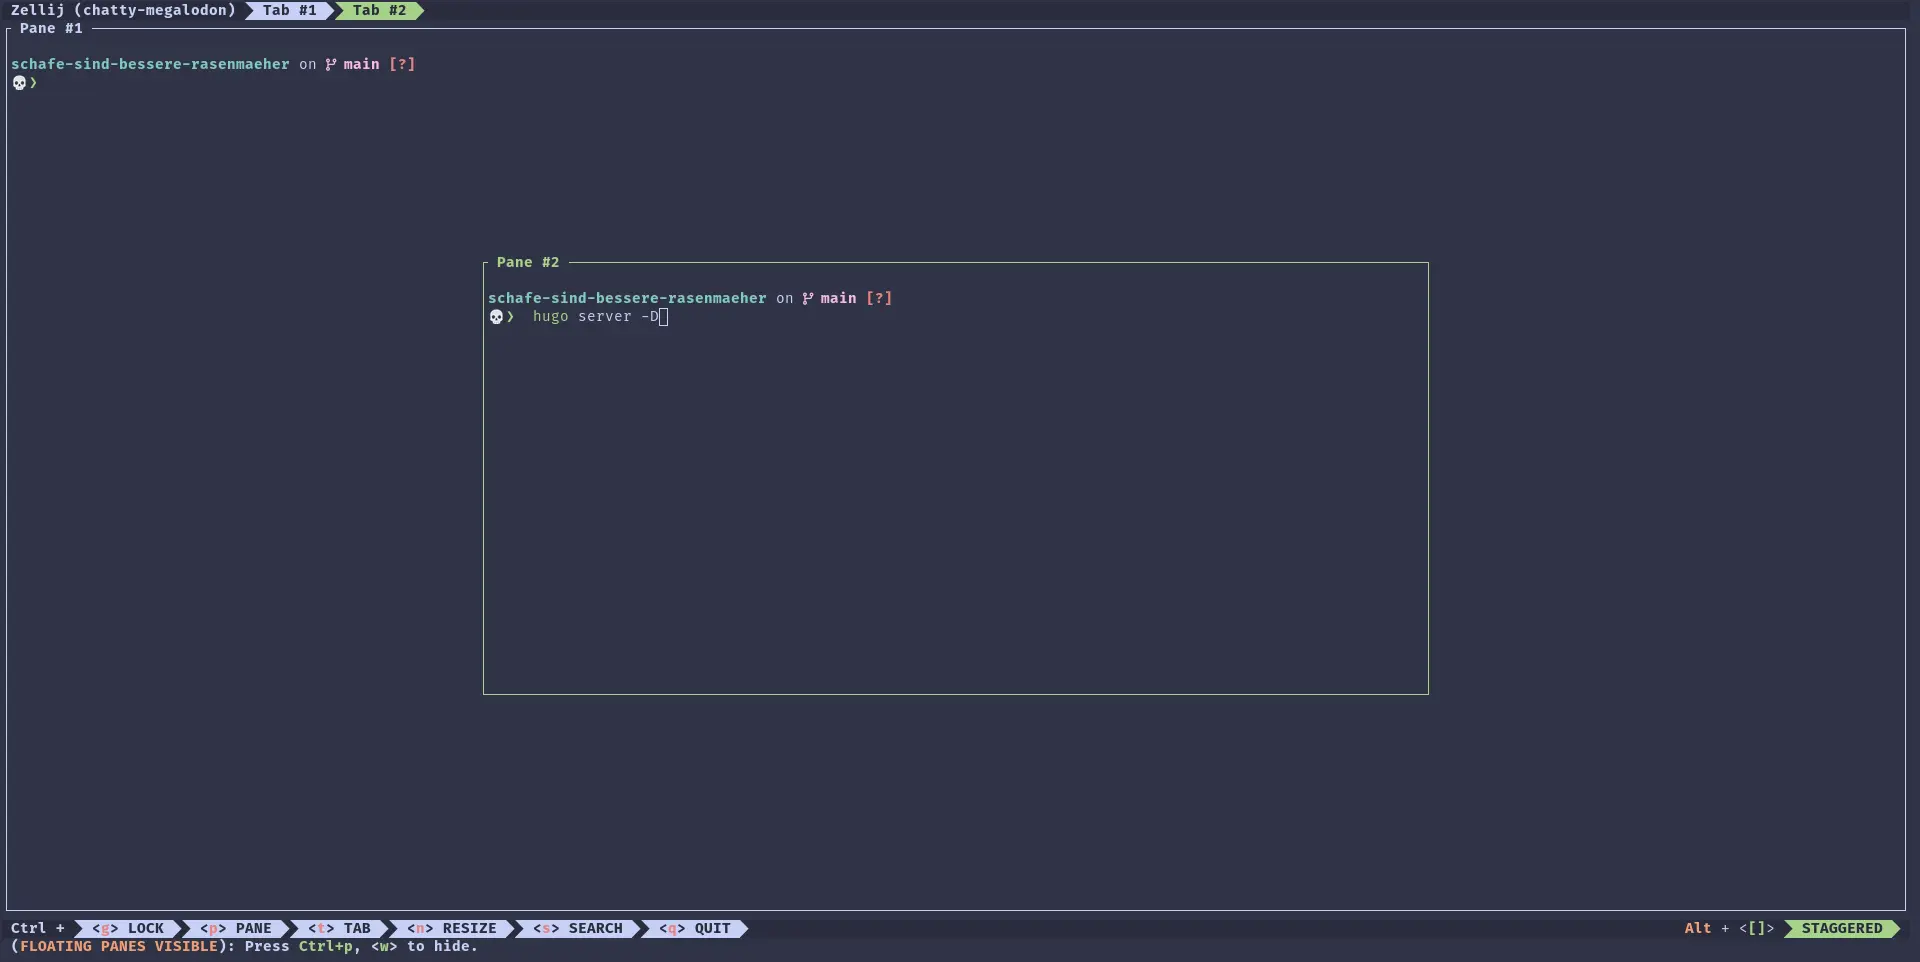 Zellij (chatty-megalodon) Tab #1 Tab #2
Pane #1
schafe-sind-bessere-rasenmaeher on main [?]
❯
Pane #2
schafe-sind-bessere-rasenmaeher on main [?]
❯ hugo server -D
Ctrl + <g> LOCK <p> PANE <t> TAB <n> RESIZE <s> SEARCH <q> QUIT Alt + <[]> STAGGERED
(FLOATING PANES VISIBLE): Press Ctrl+p, <w> to hide.